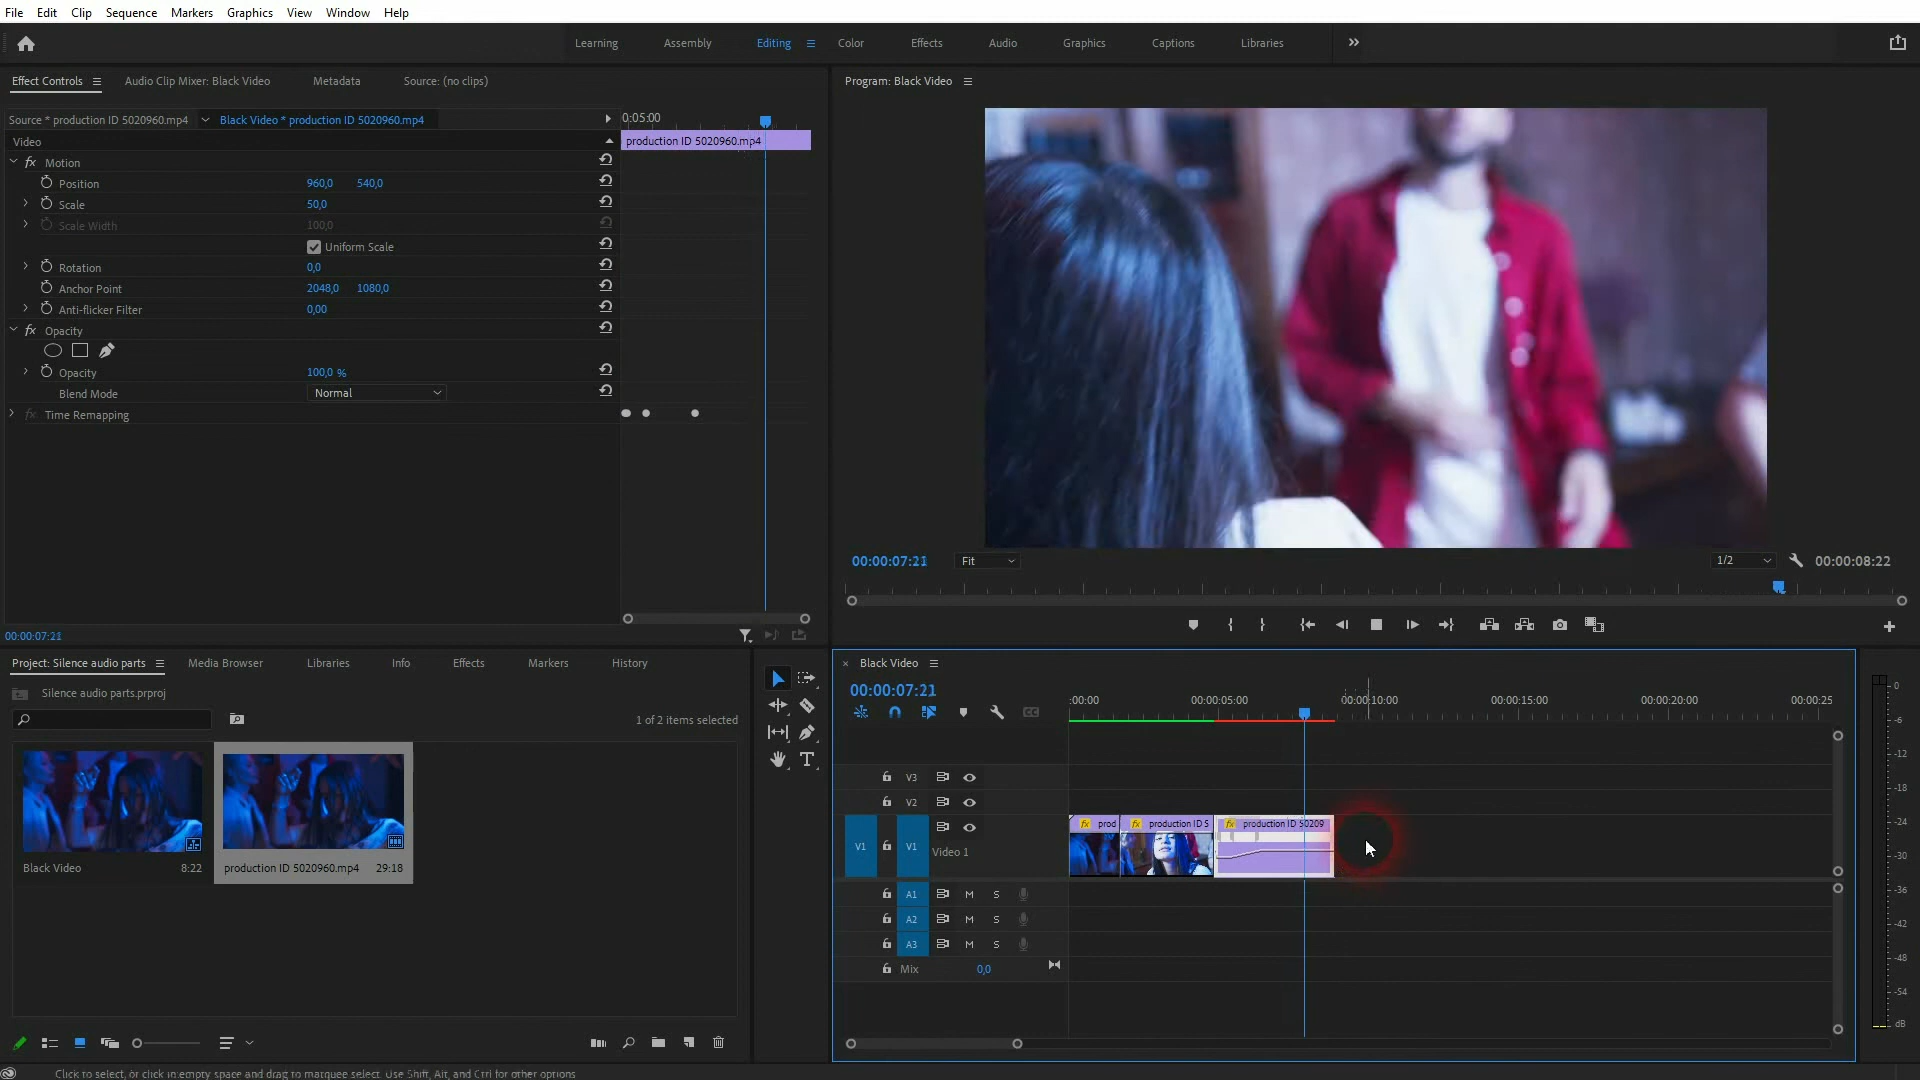 File Edit Clip Sequence Markers Graphics View Window Help
Learning Assembly Editing Color Effects Audio Graphics Captions Libraries
Effect Controls Audio Clip Mixer: Black Video Metadata Source: (no clips)
Program: Black Video
Source * production ID 5020960.mp4 Black Video * production ID 5020960.mp4
0:05:00
Video
production ID 5020960.mp4
fx Motion
Position 960,0 540,0
Scale 50,0
Scale Width 100,0
Uniform Scale
Rotation 0,0
Anchor Point 2048,0 1080,0
Anti-flicker Filter 0,00
fx Opacity
Opacity 100,0 %
Blend Mode Normal
fx Time Remapping
00:00:07:21
00:00:07:21 Fit 1/2 00:00:08:22
Project: Silence audio parts Media Browser Libraries Info Effects Markers History
Silence audio parts.prproj
1 of 2 items selected
Black Video 8:22
production ID 5020960.mp4 29:18
× Black Video
00:00:07:21
:00:00 00:00:05:00 00:00:10:00 00:00:15:00 00:00:20:00 00:00:25
V3
V2
fx prod fx production ID 5 fx production ID 50209
V1 V1 Video 1
A1 M S
A2 M S
A3 M S
Mix 0,0
0
-6
-12
-18
-24
-30
-36
-42
-48
-54
dB
Click to select, or click in empty space and drag to marquee select. Use Shift, Alt, and Ctrl for other options